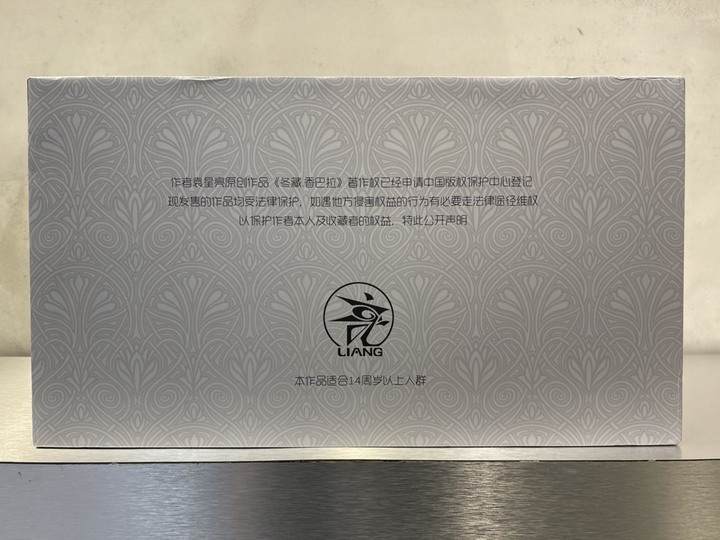 作者袁星亮原创作品《冬藏.香巴拉》著作权已经申请中国版权保护中心登记
现发售的作品均受法律保护，如遇他方侵害权益的行为有必要走法律途径维权
以保护作者本人及收藏者的权益，特此公开声明
亮
LIANG
本作品适合14周岁以上人群